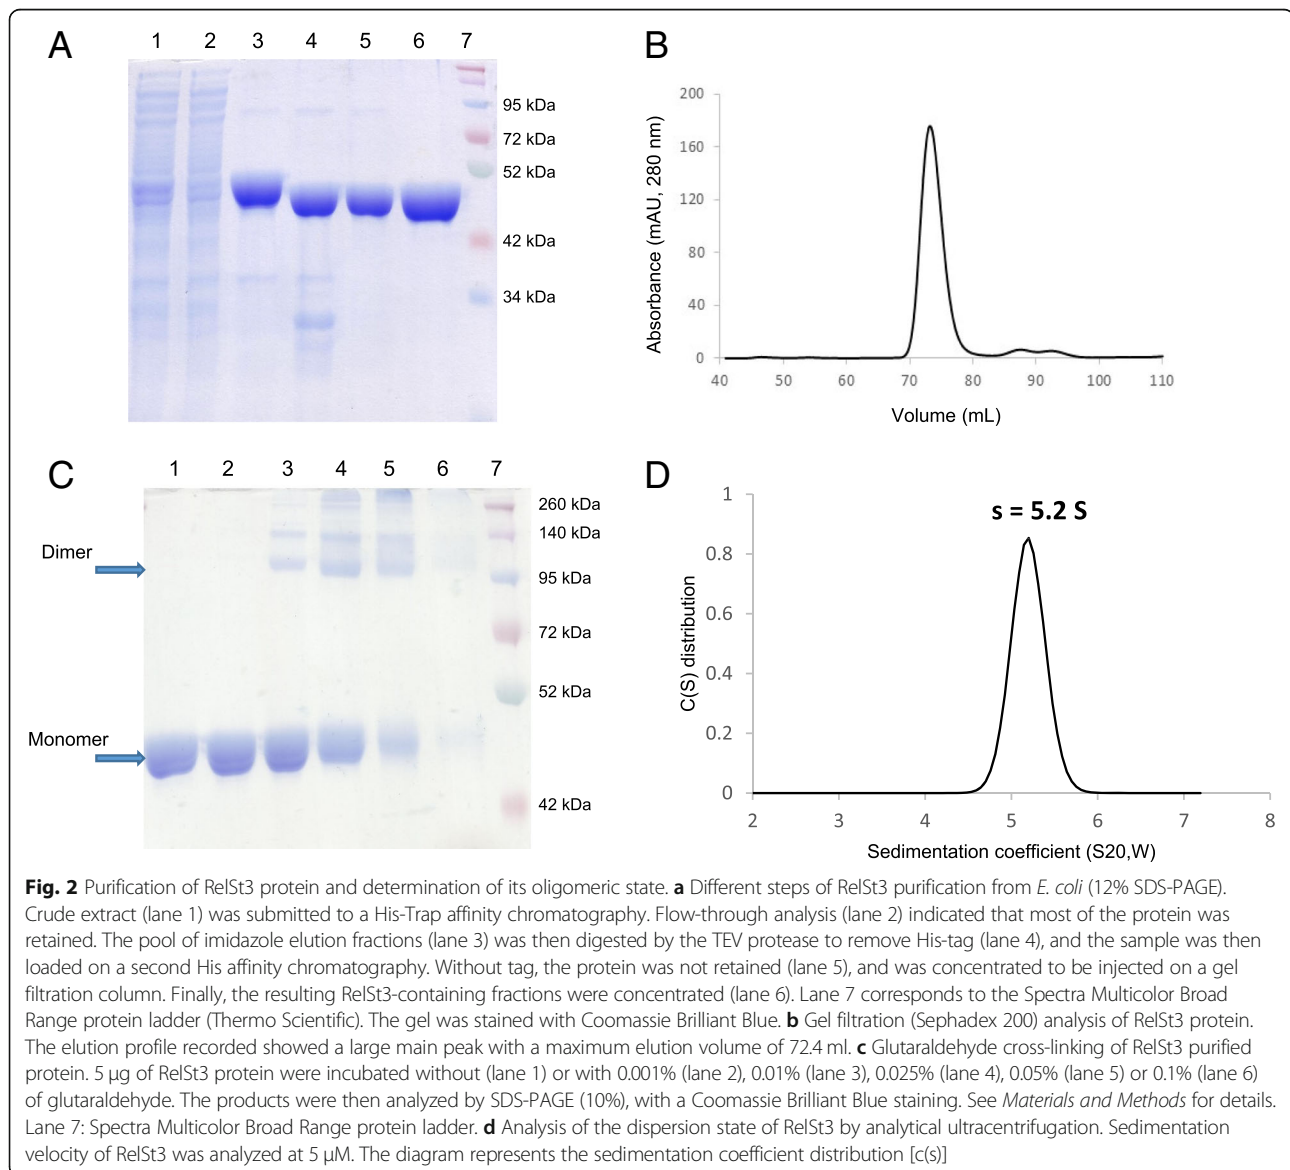 A
1 2 3 4 5 6 7
95 kDa
72 kDa
52 kDa
42 kDa
34 kDa
B
200
160
120
80
40
0
40 50 60 70 80 90 100 110
Absorbance (mAU, 280 nm)
Volume (mL)
C
1 2 3 4 5 6 7
Dimer
Monomer
260 kDa
140 kDa
95 kDa
72 kDa
52 kDa
42 kDa
D
s = 5.2 S
1
0.8
0.6
0.4
0.2
0
2 3 4 5 6 7 8
C(S) distribution
Sedimentation coefficient (S20,W)
Fig. 2 Purification of RelSt3 protein and determination of its oligomeric state. a Different steps of RelSt3 purification from E. coli (12% SDS-PAGE).
Crude extract (lane 1) was submitted to a His-Trap affinity chromatography. Flow-through analysis (lane 2) indicated that most of the protein was
retained. The pool of imidazole elution fractions (lane 3) was then digested by the TEV protease to remove His-tag (lane 4), and the sample was then
loaded on a second His affinity chromatography. Without tag, the protein was not retained (lane 5), and was concentrated to be injected on a gel
filtration column. Finally, the resulting RelSt3-containing fractions were concentrated (lane 6). Lane 7 corresponds to the Spectra Multicolor Broad
Range protein ladder (Thermo Scientific). The gel was stained with Coomassie Brilliant Blue. b Gel filtration (Sephadex 200) analysis of RelSt3 protein.
The elution profile recorded showed a large main peak with a maximum elution volume of 72.4 ml. c Glutaraldehyde cross-linking of RelSt3 purified
protein. 5 μg of RelSt3 protein were incubated without (lane 1) or with 0.001% (lane 2), 0.01% (lane 3), 0.025% (lane 4), 0.05% (lane 5) or 0.1% (lane 6)
of glutaraldehyde. The products were then analyzed by SDS-PAGE (10%), with a Coomassie Brilliant Blue staining. See Materials and Methods for details.
Lane 7: Spectra Multicolor Broad Range protein ladder. d Analysis of the dispersion state of RelSt3 by analytical ultracentrifugation. Sedimentation
velocity of RelSt3 was analyzed at 5 μM. The diagram represents the sedimentation coefficient distribution [c(s)]